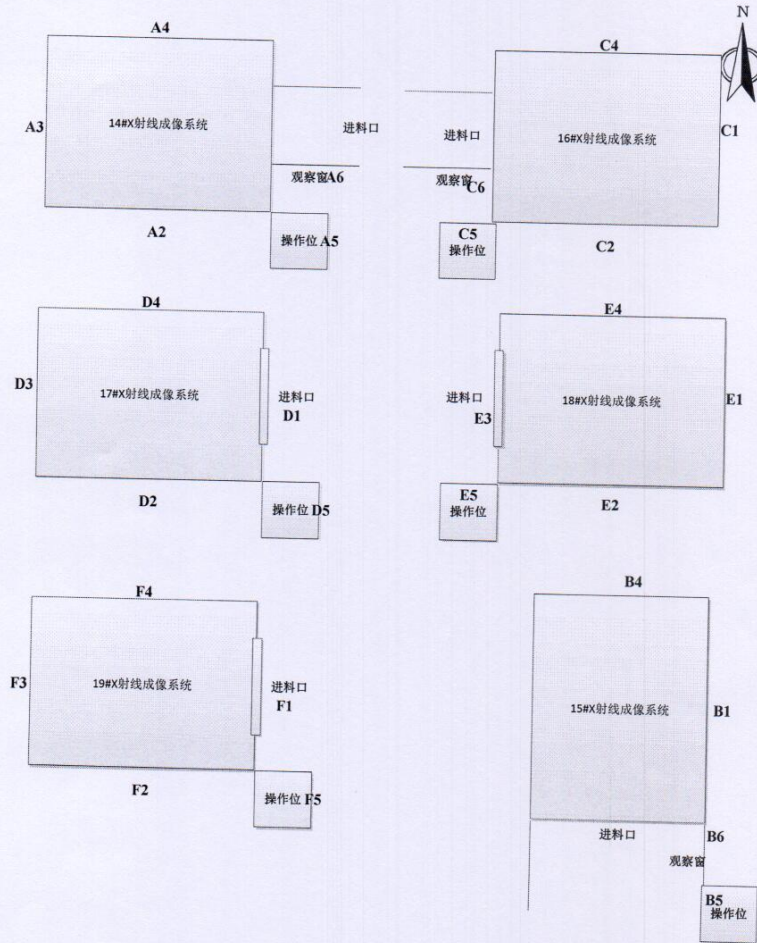 N
A4
C4
A3
14#X射线成像系统
进料口
进料口
16#X射线成像系统
C1
观察窗A6
观察窗
C6
A2
操作位 A5
C5
操作位
C2
D4
E4
D3
17#X射线成像系统
进料口
D1
进料口
E3
18#X射线成像系统
E1
D2
操作位 D5
E5
操作位
E2
F4
B4
F3
19#X射线成像系统
进料口
F1
15#X射线成像系统
B1
F2
操作位 F5
进料口
B6
观察窗
B5
操作位